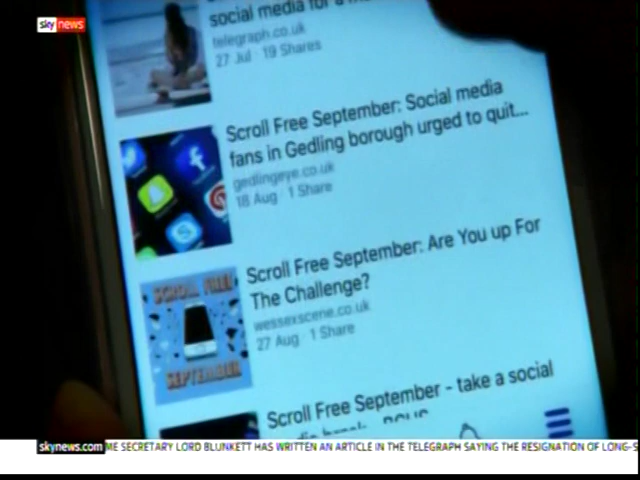 sky news
social media for a
telegraph.co.uk
27 Jul · 19 Shares
Scroll Free September: Social media
fans in Gedling borough urged to quit...
gedlingeye.co.uk
18 Aug · 1 Share
Scroll Free September: Are You up For
The Challenge?
wessexscene.co.uk
27 Aug · 1 Share
SCROLL FREE
SEPTEMBER
Scroll Free September - take a social
skynews.com ME SECRETARY LORD BLUNKETT HAS WRITTEN AN ARTICLE IN THE TELEGRAPH SAYING THE RESIGNATION OF LONG-S